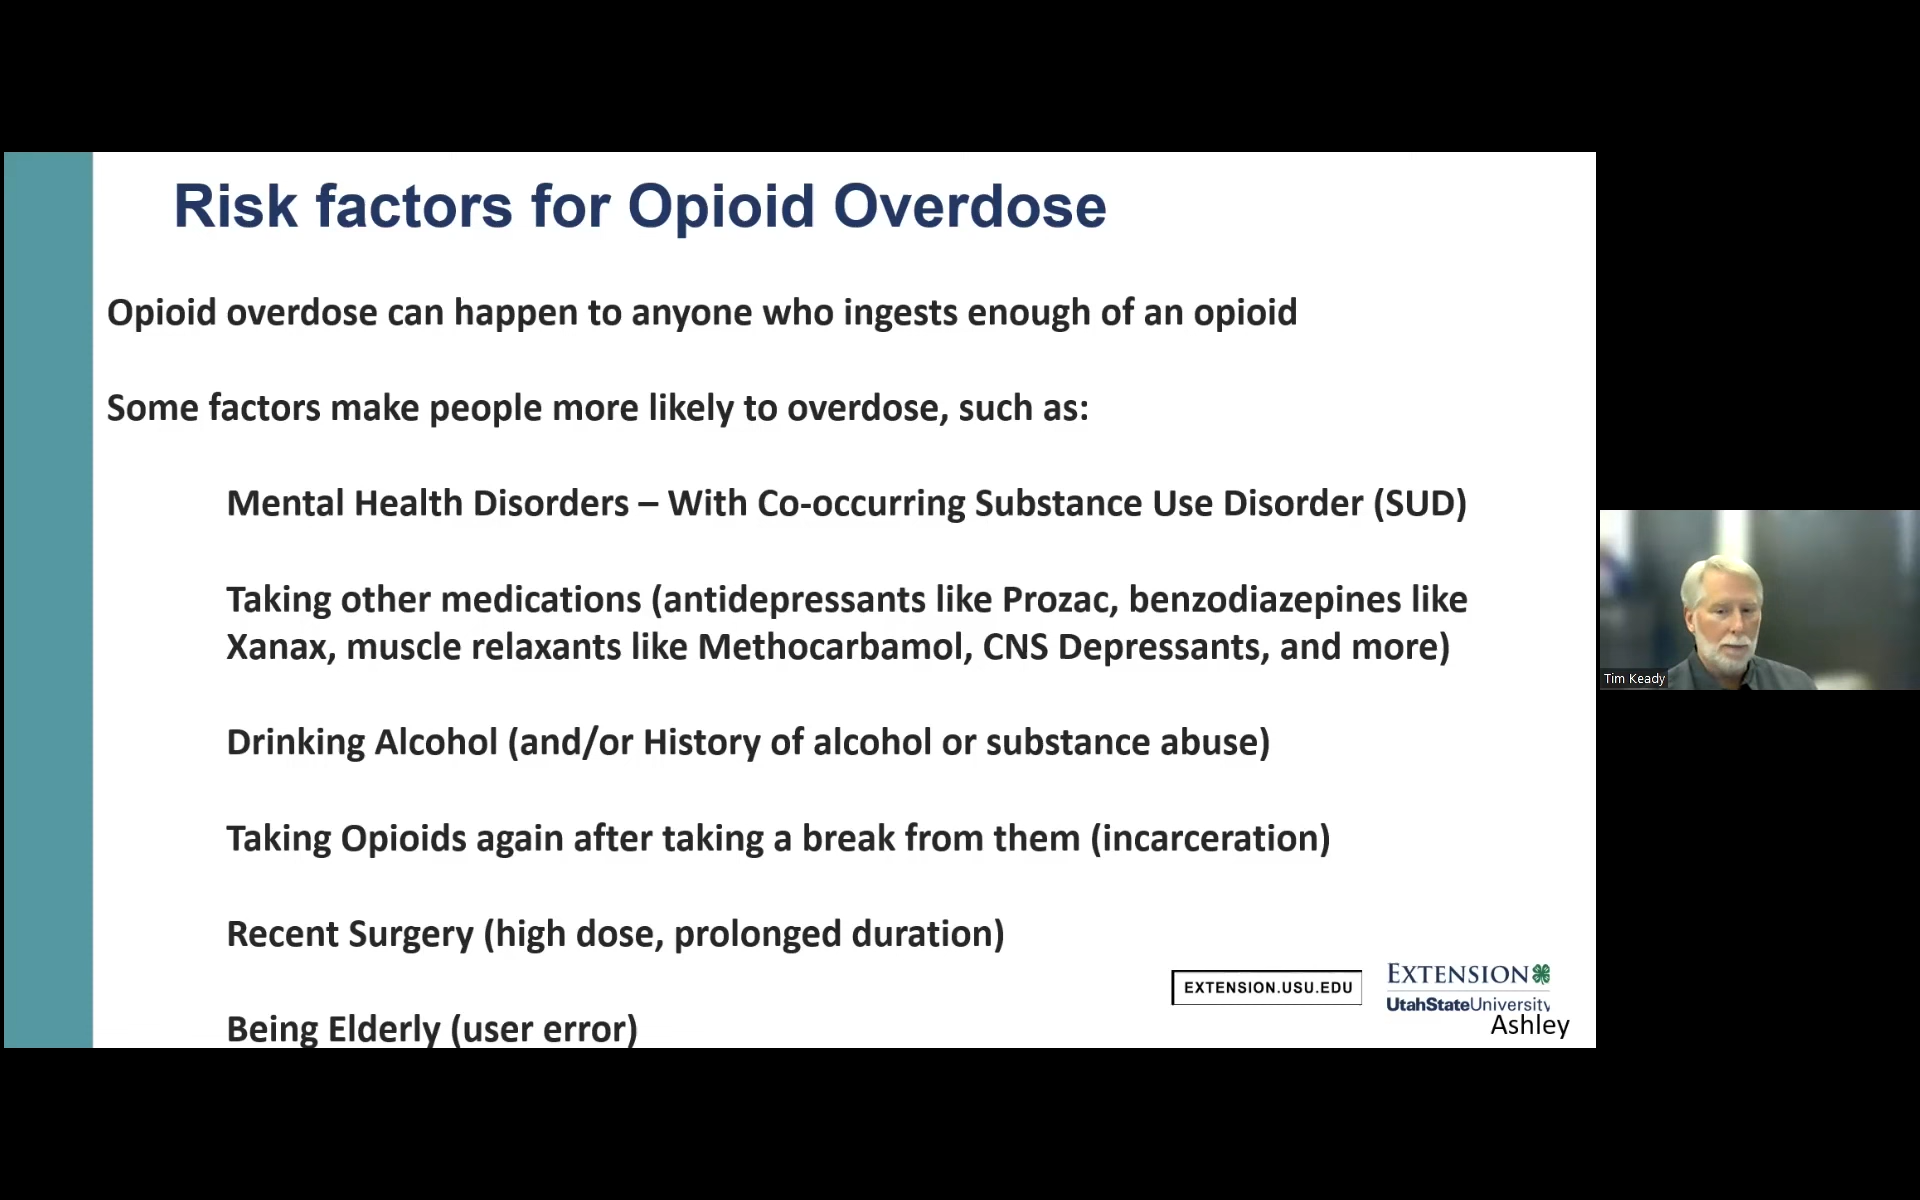 Risk factors for Opioid Overdose
Opioid overdose can happen to anyone who ingests enough of an opioid
Some factors make people more likely to overdose, such as:
Mental Health Disorders – With Co-occurring Substance Use Disorder (SUD)
Taking other medications (antidepressants like Prozac, benzodiazepines like
Xanax, muscle relaxants like Methocarbamol, CNS Depressants, and more)
Drinking Alcohol (and/or History of alcohol or substance abuse)
Taking Opioids again after taking a break from them (incarceration)
Recent Surgery (high dose, prolonged duration)
Being Elderly (user error)
EXTENSION.USU.EDU
EXTENSION
UtahStateUniversity
Ashley
Tim Keady